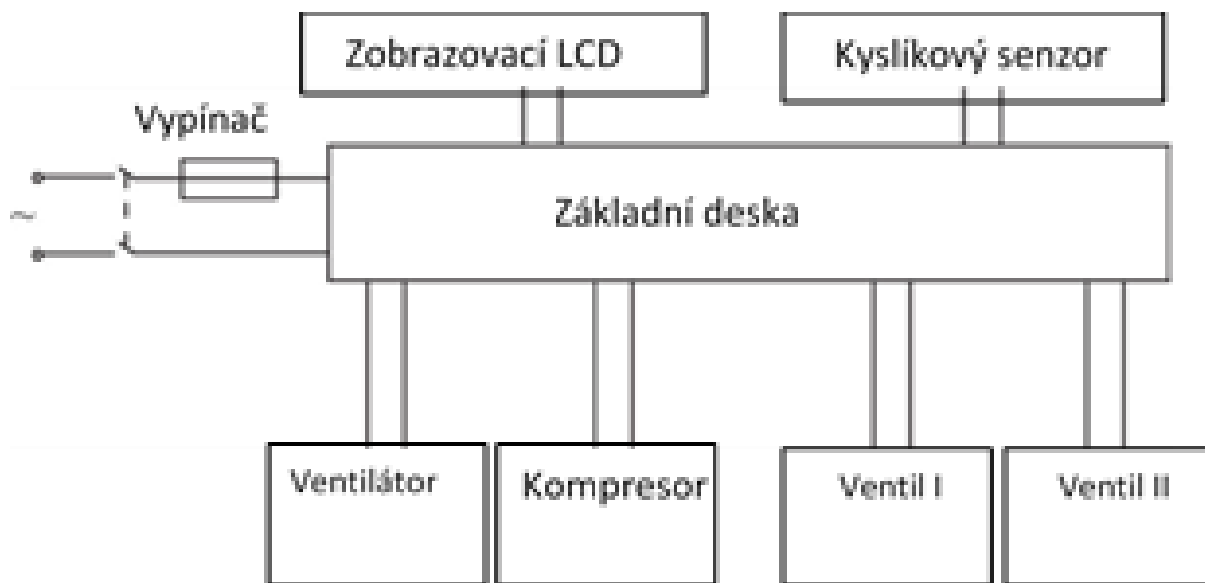 Zobrazovací LCD
Kyslíkový senzor
Vypínač
~
Základní deska
Ventilátor
Kompresor
Ventil I
Ventil II